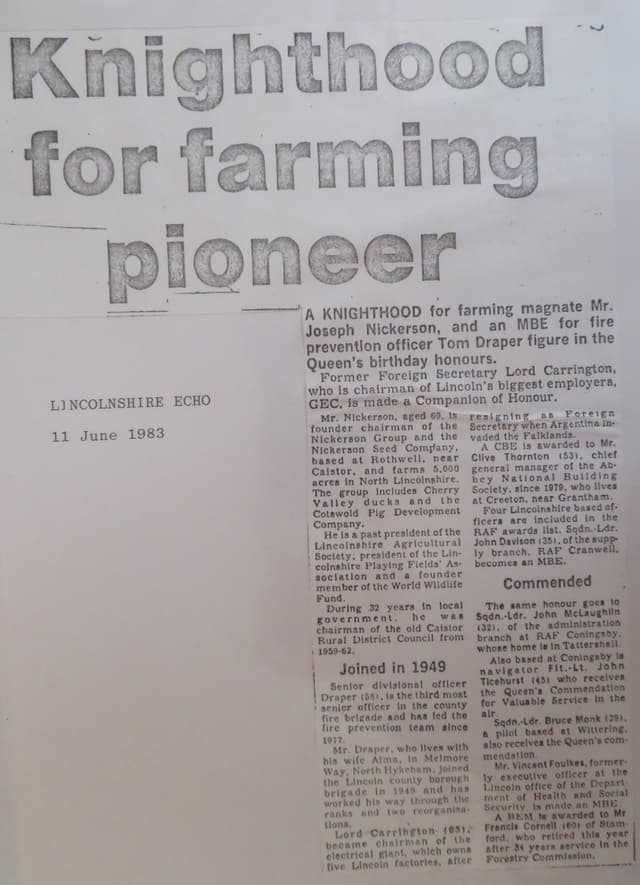 Knighthood
for farming
pioneer
LINCOLNSHIRE ECHO
11 June 1983
A KNIGHTHOOD for farming magnate Mr.
Joseph Nickerson, and an MBE for fire
prevention officer Tom Draper figure in the
Queen's birthday honours.
Former Foreign Secretary Lord Carrington,
who is chairman of Lincoln's biggest employers,
GEC, is made a Companion of Honour.
Mr. Nickerson, aged 69, is
founder chairman of the
Nickerson Group and the
Nickerson Seed Company,
based at Rothwell, near
Caistor, and farms 5,000
acres in North Lincolnshire.
The group includes Cherry
Valley ducks and the
Cotswold Pig Development
Company.
He is a past president of the
Lincolnshire Agricultural
Society; president of the Lin-
colnshire Playing Fields' As-
sociation and a founder
member of the World Wildlife
Fund.
During 32 years in local
government, he was
chairman of the old Caistor
Rural District Council from
1959-62.
Joined in 1949
Senior divisional officer
Draper (58), is the third most
senior officer in the county
fire brigade and has led the
fire prevention team since
1977.
Mr. Draper, who lives with
his wife Alma, in Melmore
Way, North Hykeham, joined
the Lincoln county borough
brigade in 1949 and has
worked his way through the
ranks and two reorganisa-
tions.
Lord Carrington (63),
became chairman of the
electrical giant, which owns
five Lincoln factories, after
resigning as Foreign
Secretary when Argentina in-
vaded the Falklands.
A CBE is awarded to Mr.
Clive Thornton (53), chief
general manager of the Ab-
bey National Building
Society, since 1979, who lives
at Creeton, near Grantham.
Four Lincolnshire based of-
ficers are included in the
RAF awards list. Sqdn.-Ldr.
John Davison (35), of the supp-
ly branch, RAF Cranwell,
becomes an MBE.
Commended
The same honour goes to
Sqdn.-Ldr. John McLaughlin
(32), of the administration
branch at RAF Coningsby,
whose home is in Tattershall.
Also based at Coningsby is
navigator Flt.-Lt. John
Ticehurst (45) who receives
the Queen's Commendation
for Valuable Service in the
air.
Sqdn.-Ldr. Bruce Monk (39),
a pilot based at Wittering,
also receives the Queen's com-
mendation.
Mr. Vincent Foulkes, former-
ly executive officer at the
Lincoln office of the Depart-
ment of Health and Social
Security, is made an MBE.
A BEM is awarded to Mr
Francis Cornell (60) of Stam-
ford, who retired this year
after 34 years service in the
Forestry Commission.